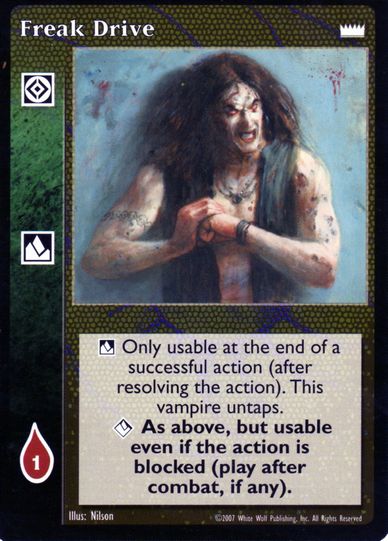 Freak Drive
Only usable at the end of a
successful action (after
resolving the action). This
vampire untaps.
As above, but usable
even if the action is
blocked (play after
combat, if any).
1
Illus: Nilson
©2007 White Wolf Publishing, Inc. All Rights Reserved